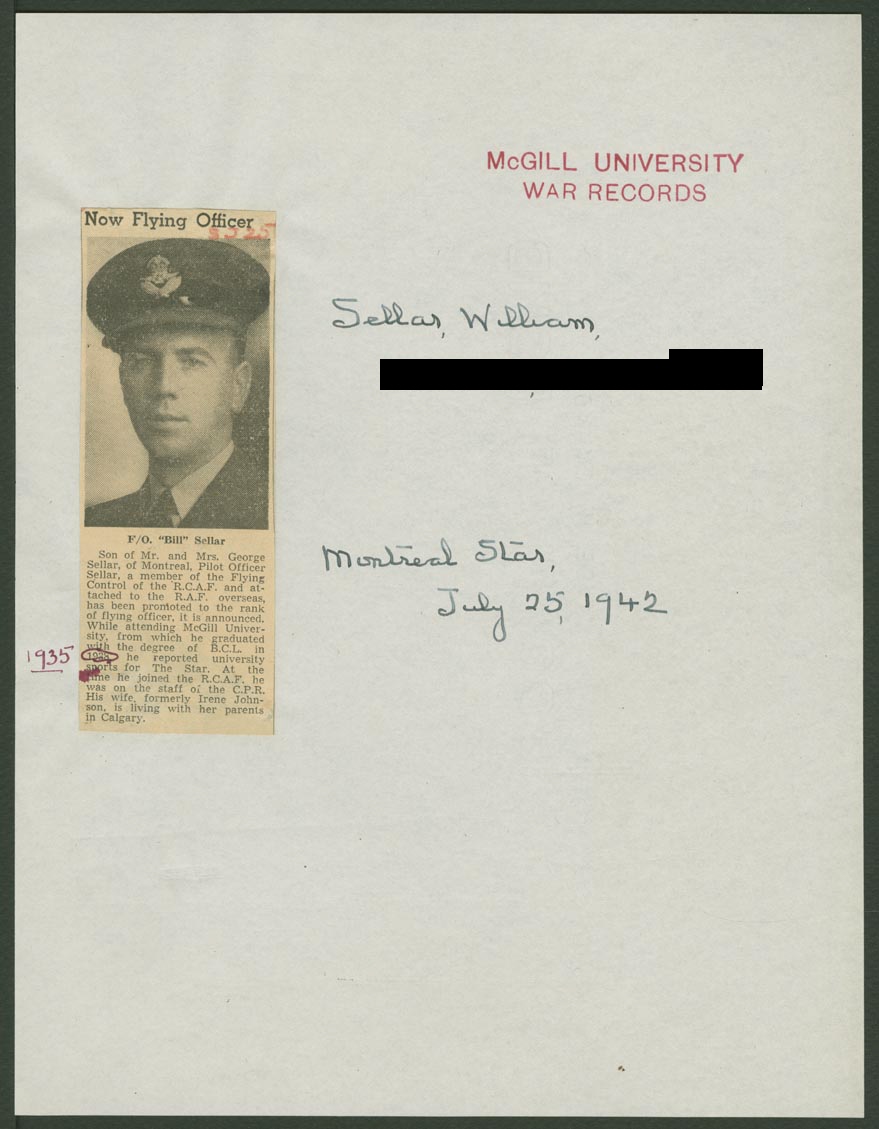 McGILL UNIVERSITY
WAR RECORDS
Now Flying Officer
Sellar, William,
F/O. "Bill" Sellar
Son of Mr. and Mrs. George
Sellar, of Montreal, Pilot Officer
Sellar, a member of the Flying
Control of the R.C.A.F. and at-
tached to the R.A.F. overseas,
has been promoted to the rank
of flying officer, it is announced.
While attending McGill Univer-
sity, from which he graduated
with the degree of B.C.L. in
1935
he reported university
sports for The Star. At the
time he joined the R.C.A.F. he
was on the staff of the C.P.R.
His wife, formerly Irene John-
son, is living with her parents
in Calgary.
Montreal Star,
July 25, 1942